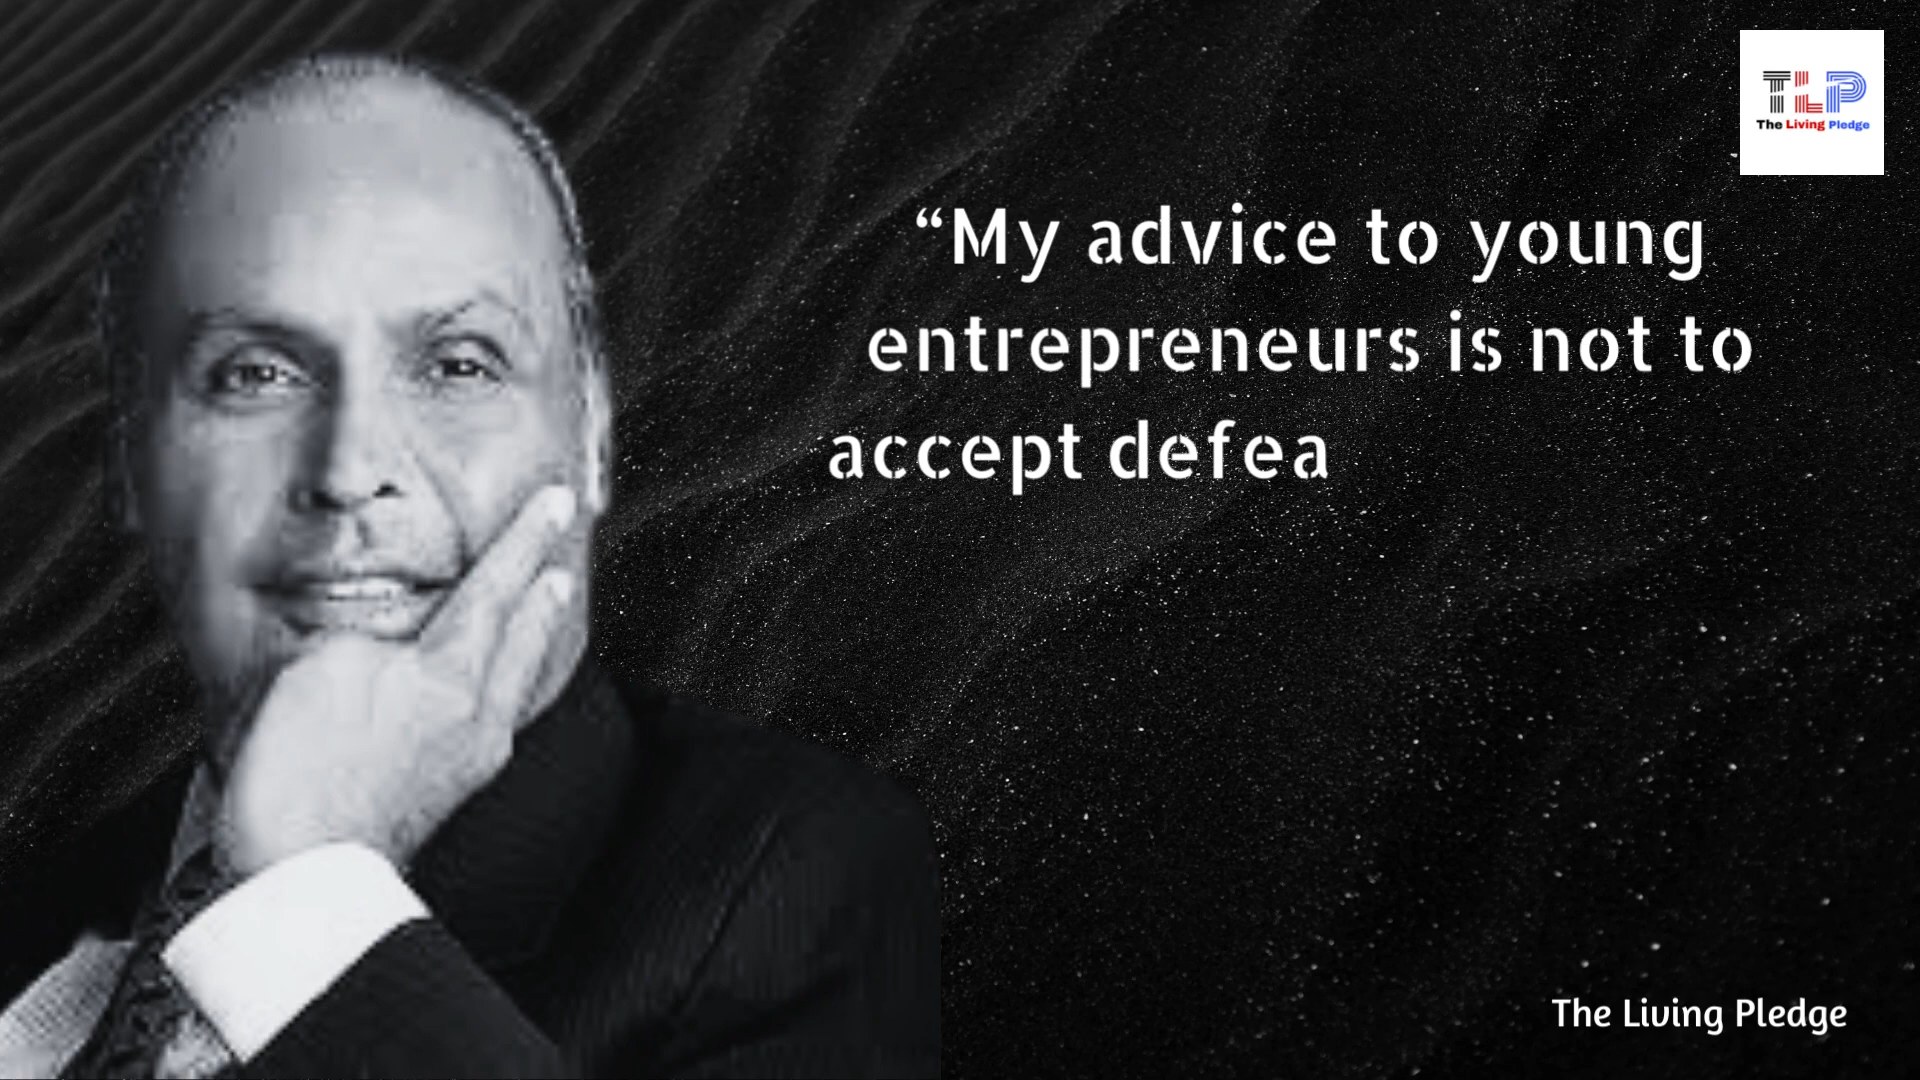 TLP
The Living Pledge
“My advice to young
entrepreneurs is not to
accept defea
The Living Pledge